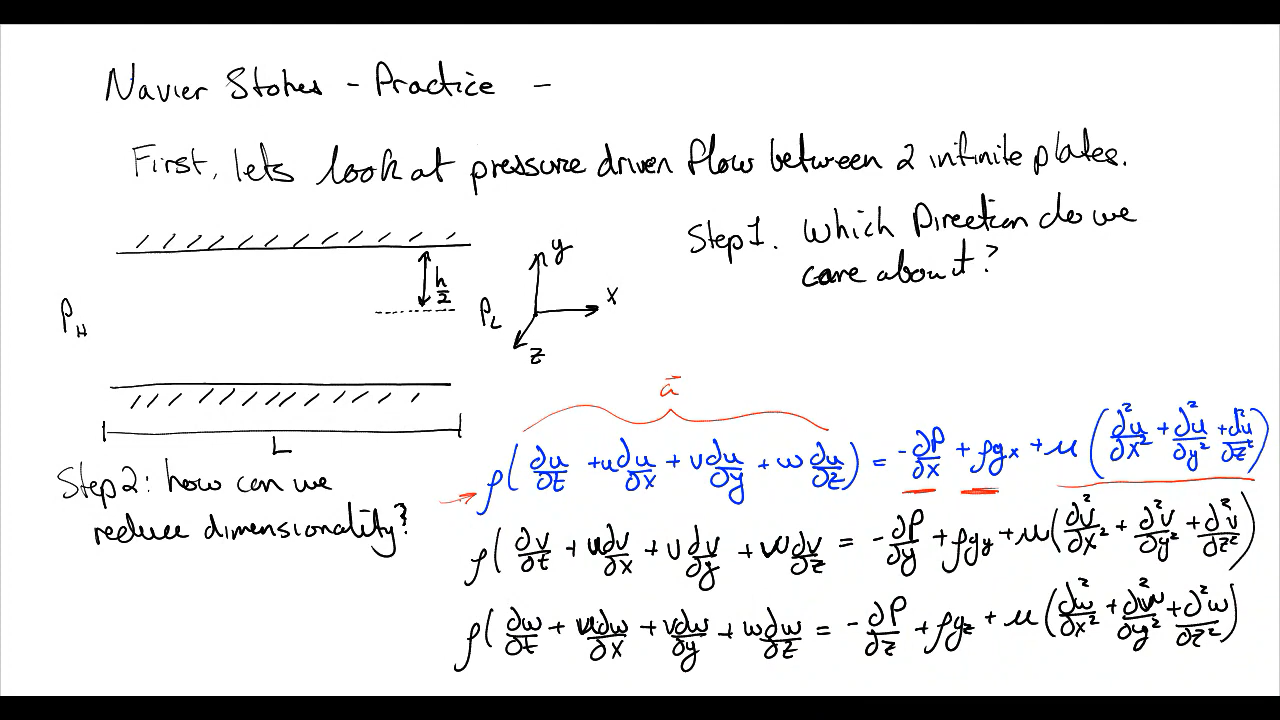 Navier Stokes - Practice -
First, lets look at pressure driven flow between 2 infinite plates.
Step 1. Which Direction do we
care about?
h/2
y
x
z
P_H
P_L
L
Step 2: how can we
reduce dimensionality?
a⃗
ρ(∂u/∂t + u∂u/∂x + v∂u/∂y + w∂u/∂z) = -∂P/∂x + ρgₓ + μ(∂²u/∂x² + ∂²u/∂y² + ∂²u/∂z²)
ρ(∂v/∂t + u∂v/∂x + v∂v/∂y + w∂v/∂z = -∂P/∂y + ρg_y + μ(∂²v/∂x² + ∂²v/∂y² + ∂²v/∂z²)
ρ(∂w/∂t + u∂w/∂x + v∂w/∂y + w∂w/∂z = -∂P/∂z + ρg_z + μ(∂²w/∂x² + ∂²w/∂y² + ∂²w/∂z²)